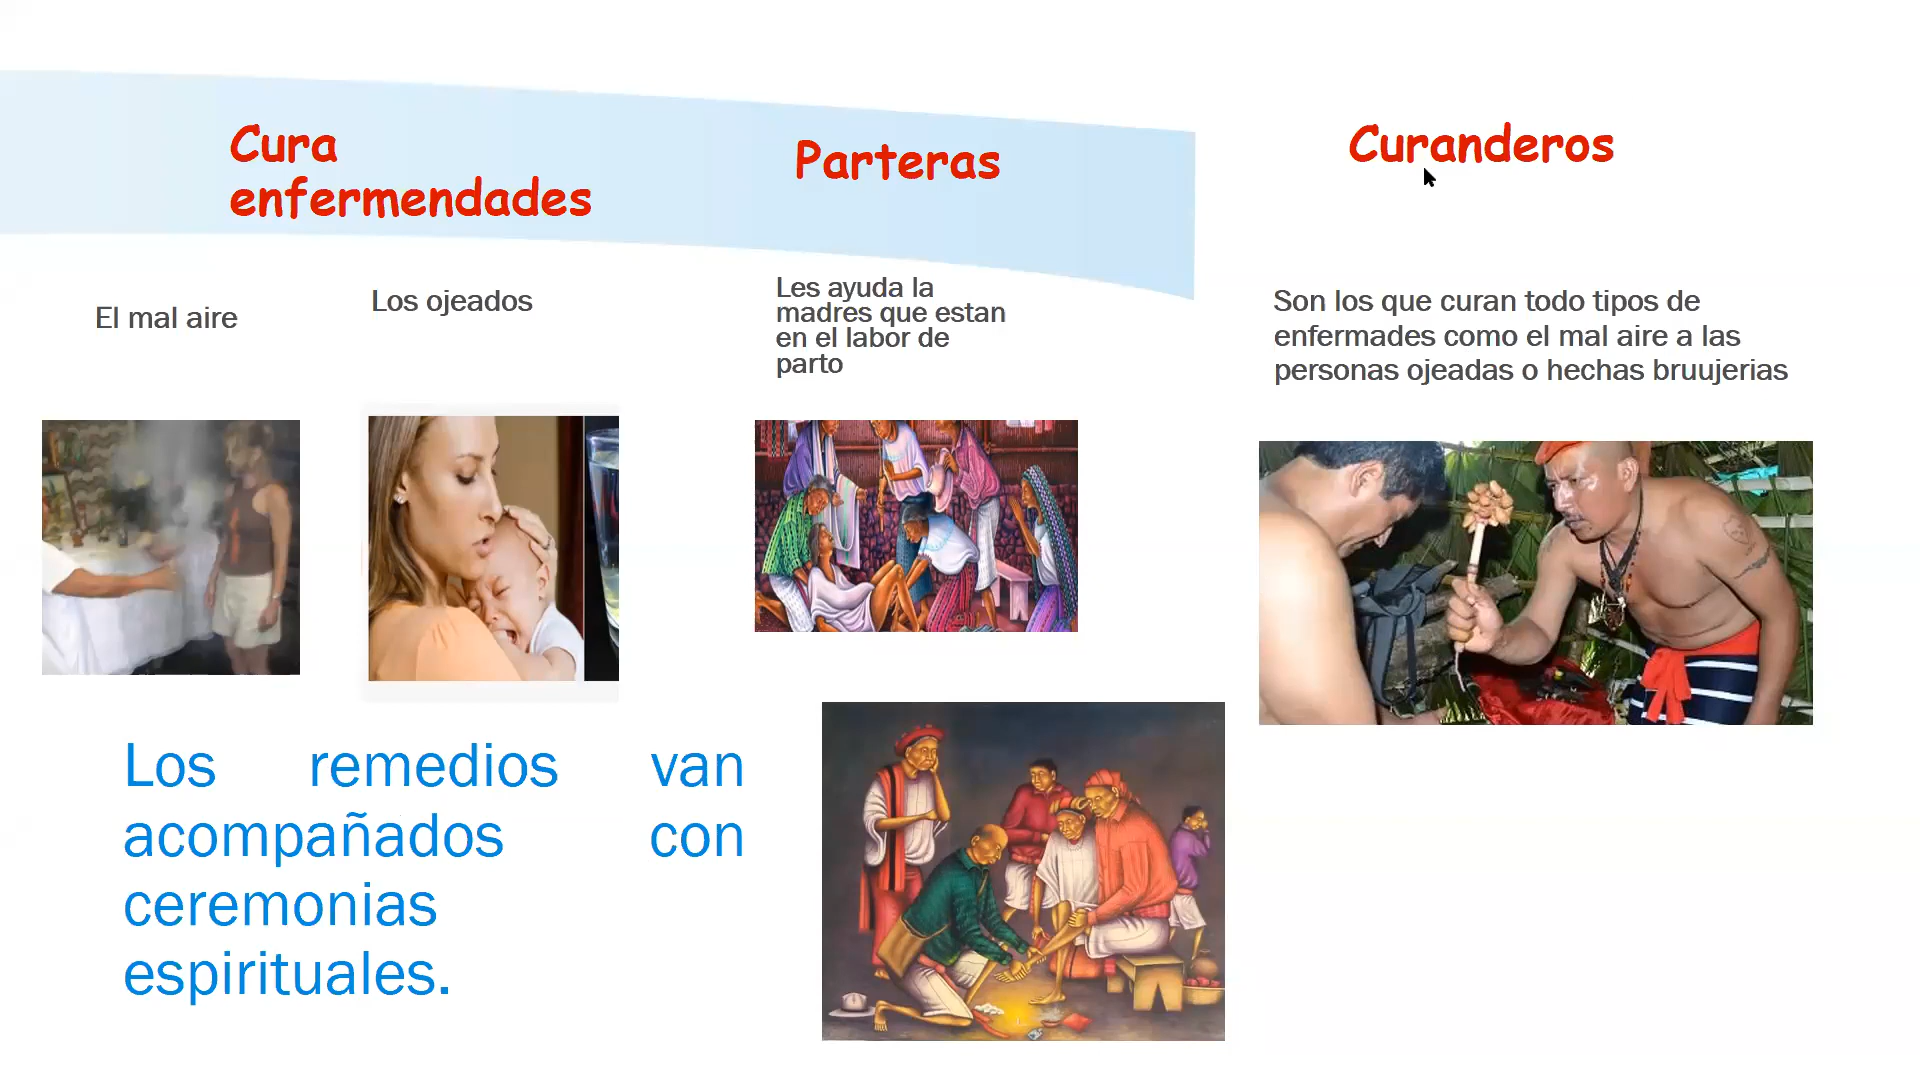 Cura
enfermendades
Parteras
Curanderos
El mal aire
Los ojeados
Les ayuda la
madres que estan
en el labor de
parto
Son los que curan todo tipos de
enfermades como el mal aire a las
personas ojeadas o hechas bruujerias
Los remedios van
acompañados con
ceremonias
espirituales.